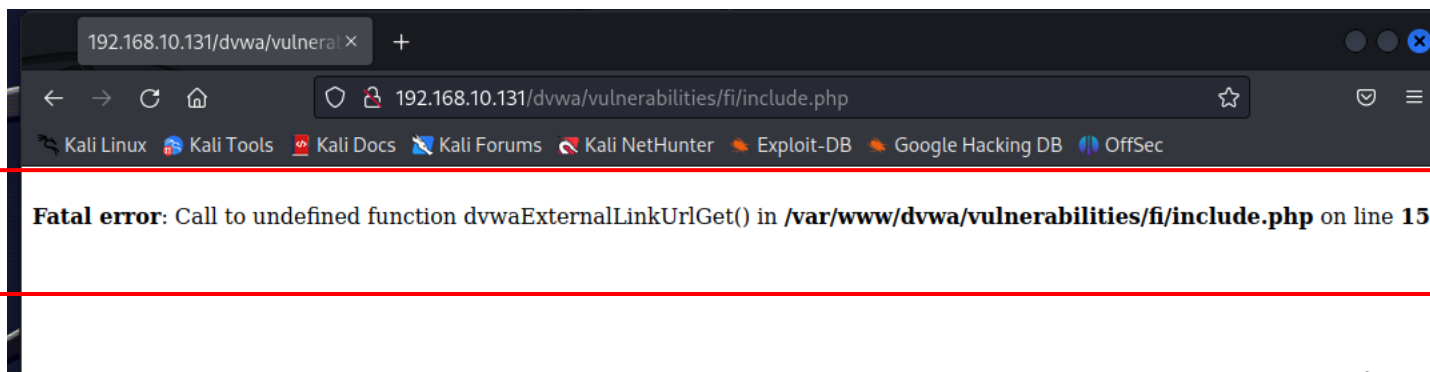 192.168.10.131/dvwa/vulneral
192.168.10.131/dvwa/vulnerabilities/fi/include.php
Kali Linux Kali Tools Kali Docs Kali Forums Kali NetHunter Exploit-DB Google Hacking DB OffSec
Fatal error: Call to undefined function dvwaExternalLinkUrlGet() in /var/www/dvwa/vulnerabilities/fi/include.php on line 15